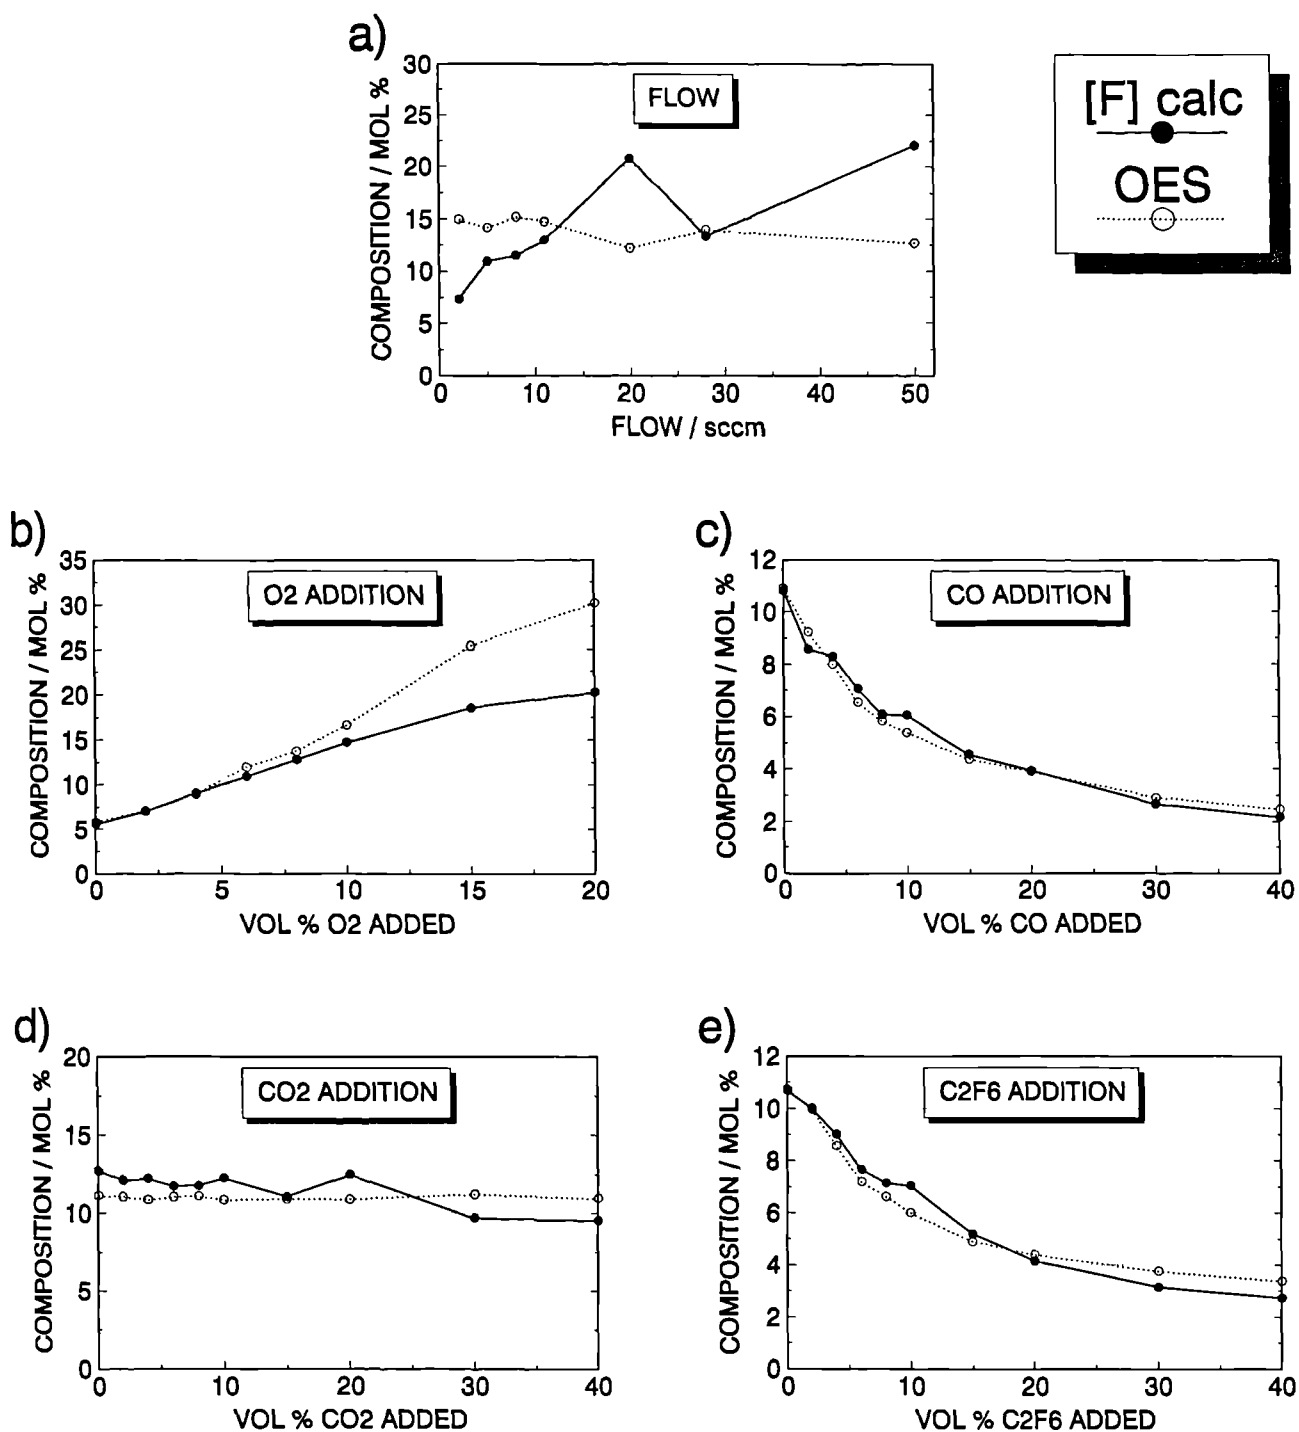 a)
30
25
20
15
10
5
0
COMPOSITION / MOL %
FLOW
0 10 20 30 40 50
FLOW / sccm
[F] calc
OES
b)
35
30
25
20
15
10
5
0
COMPOSITION / MOL %
O2 ADDITION
0 5 10 15 20
VOL % O2 ADDED
c)
12
10
8
6
4
2
0
COMPOSITION / MOL %
CO ADDITION
0 10 20 30 40
VOL % CO ADDED
d)
20
15
10
5
0
COMPOSITION / MOL %
CO2 ADDITION
0 10 20 30 40
VOL % CO2 ADDED
e)
12
10
8
6
4
2
0
COMPOSITION / MOL %
C2F6 ADDITION
0 10 20 30 40
VOL % C2F6 ADDED